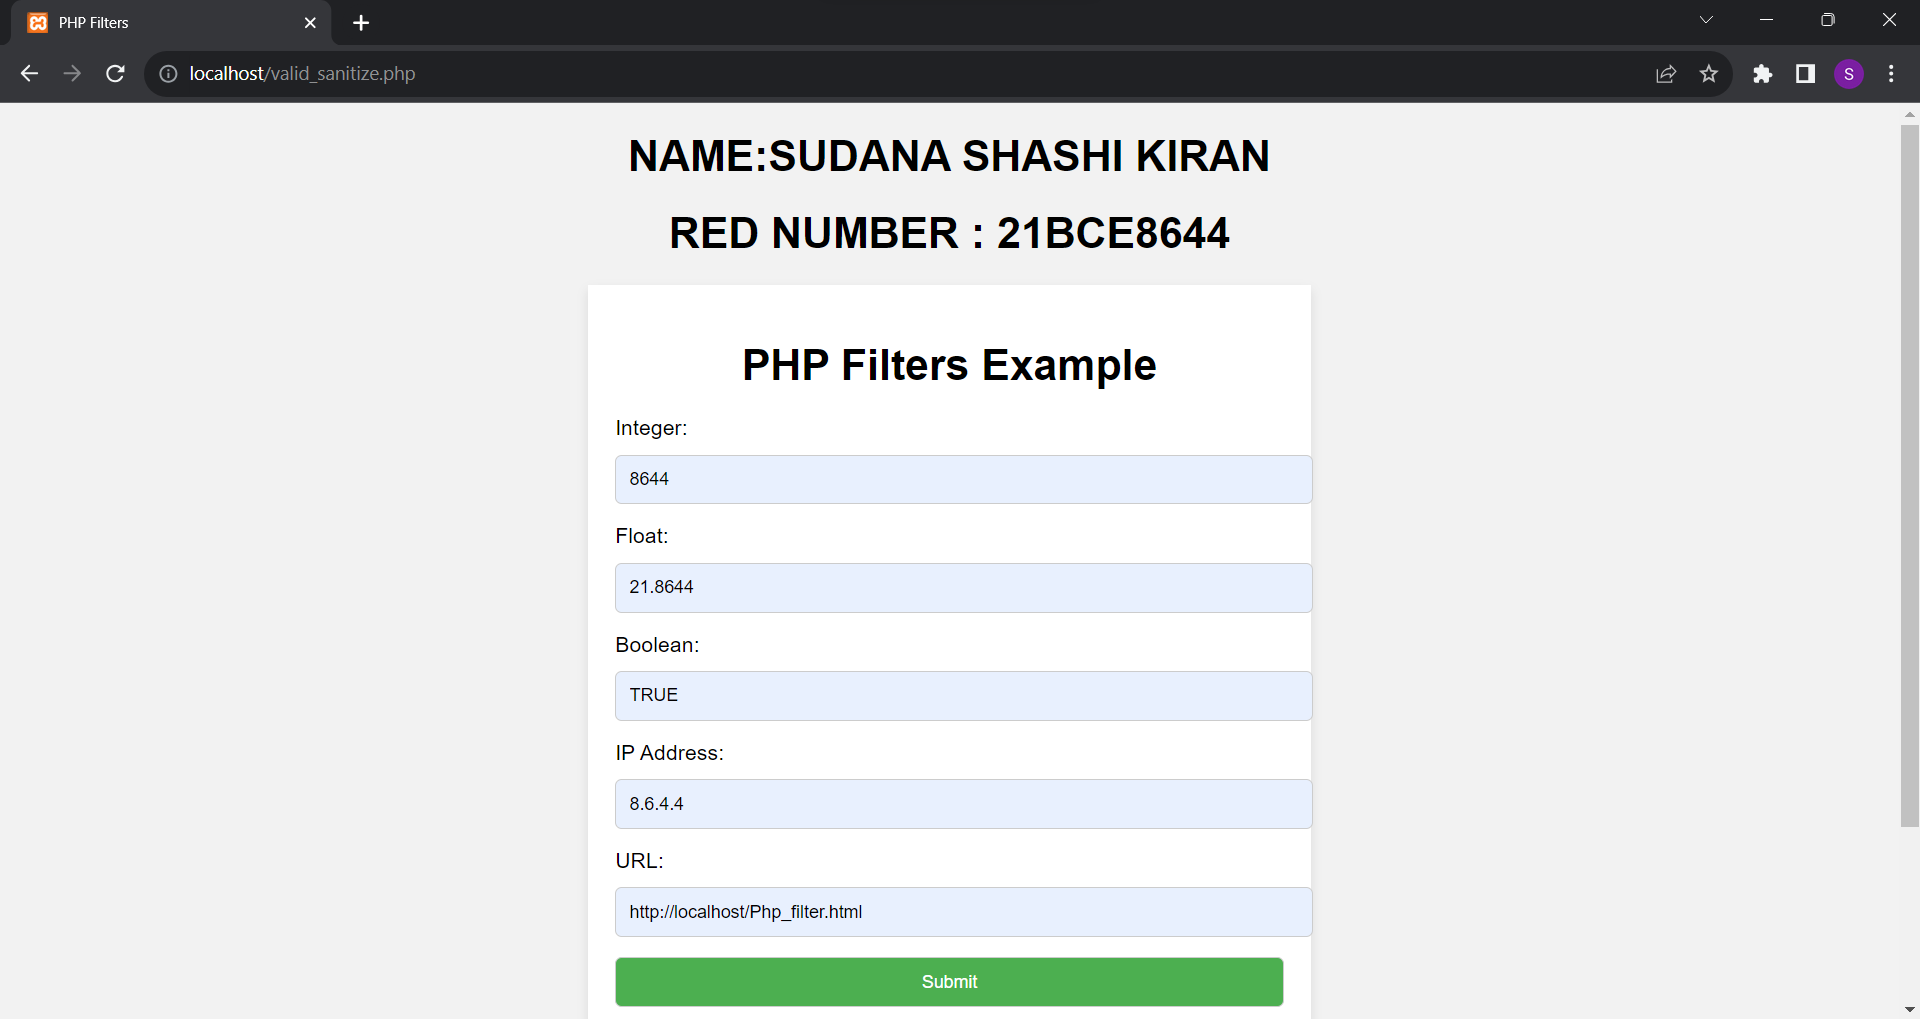 PHP Filters
localhost/valid_sanitize.php
S
NAME:SUDANA SHASHI KIRAN
RED NUMBER : 21BCE8644
PHP Filters Example
Integer:
8644
Float:
21.8644
Boolean:
TRUE
IP Address:
8.6.4.4
URL:
http://localhost/Php_filter.html
Submit